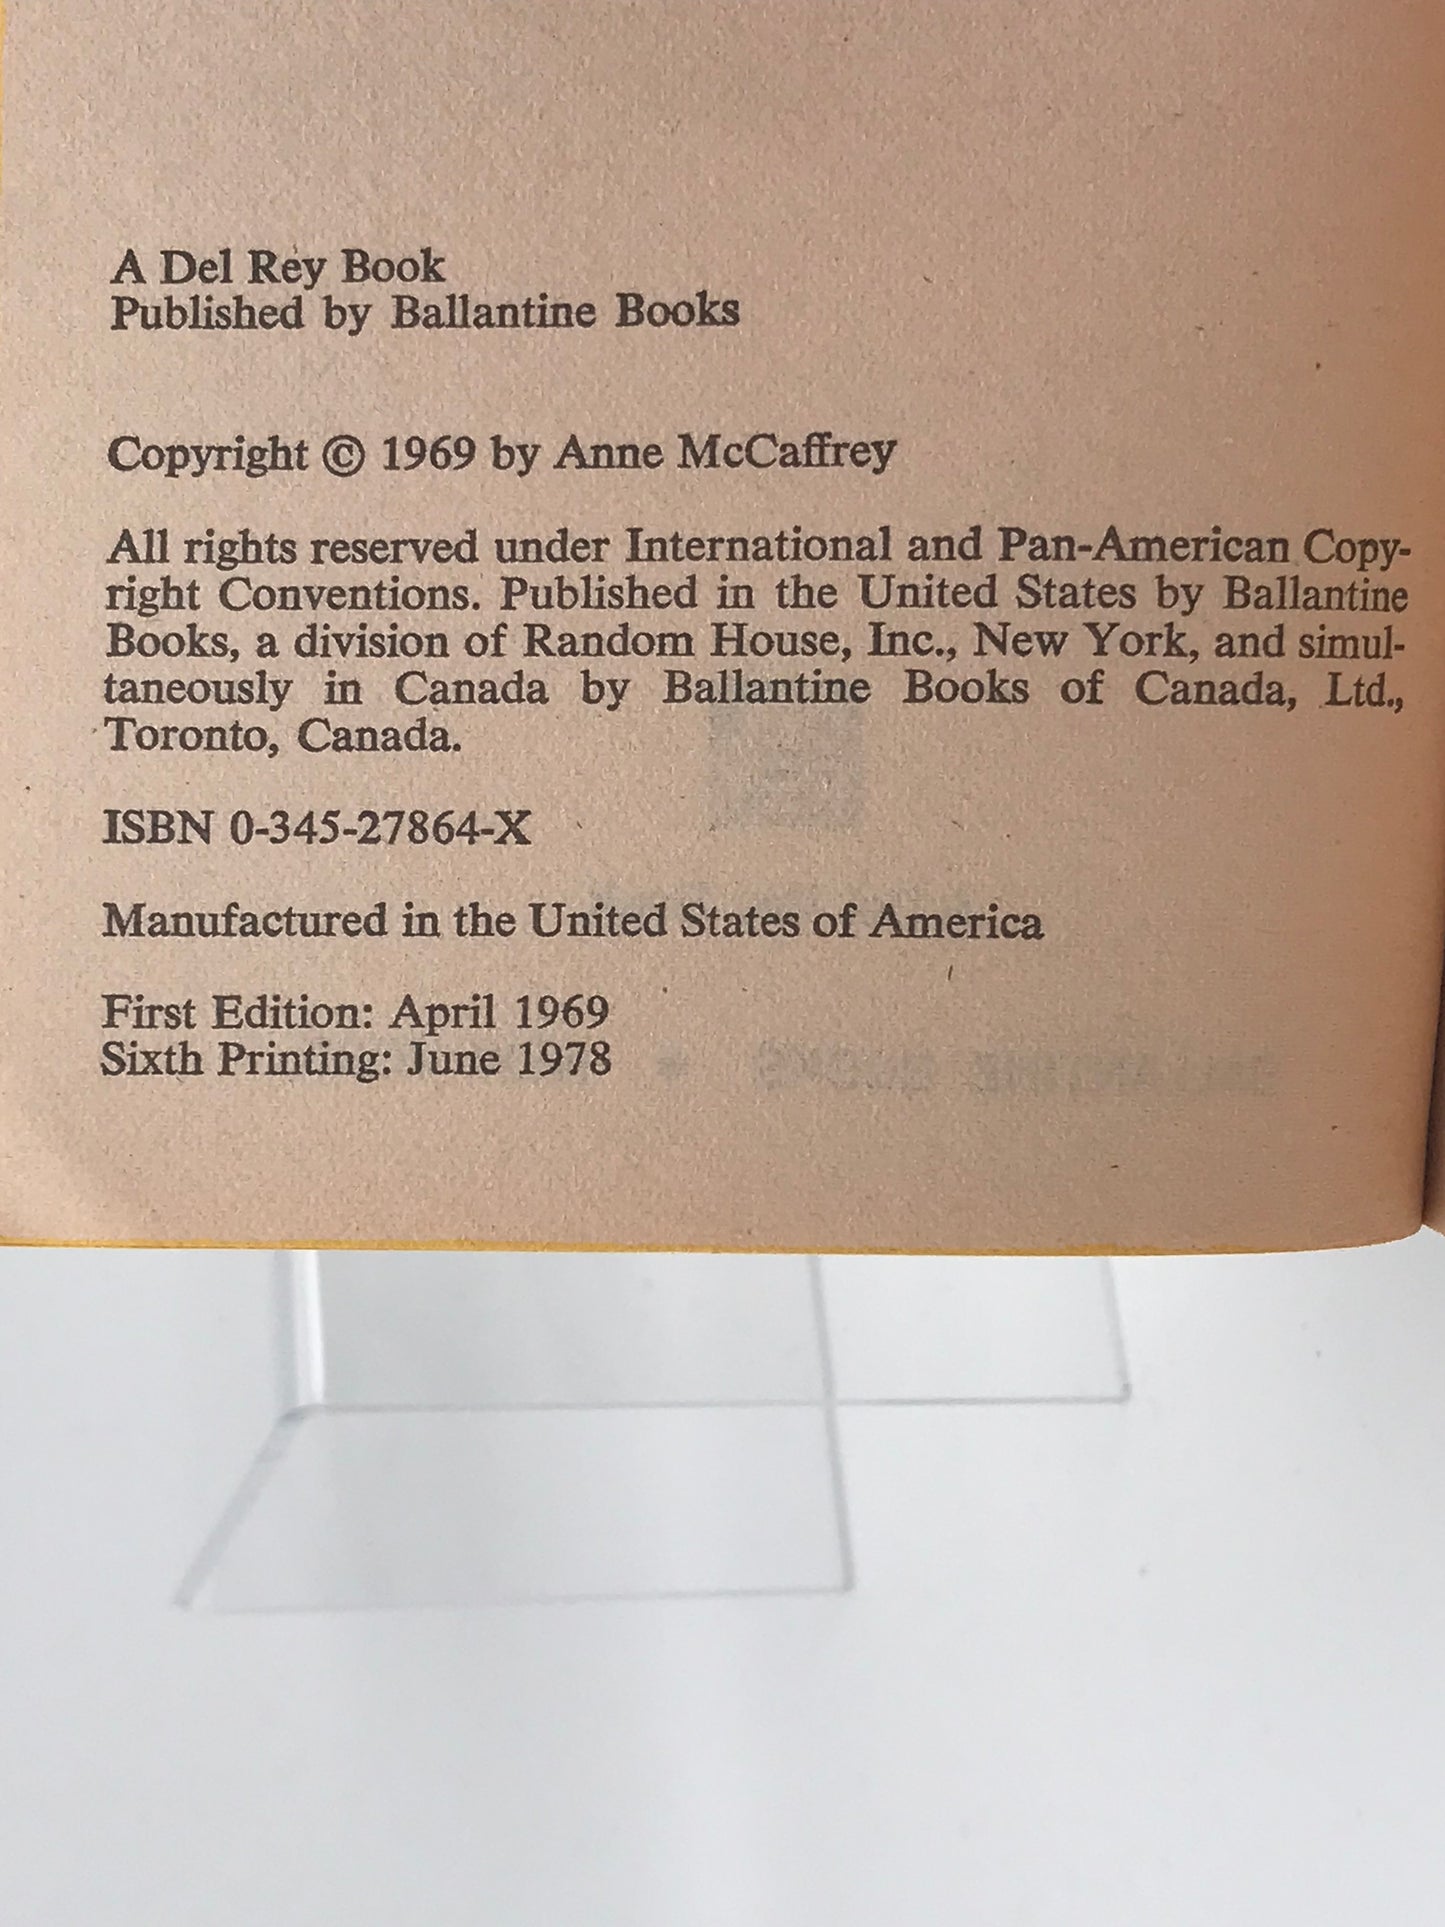 A Del Rey Book
Published by Ballantine Books
Copyright © 1969 by Anne McCaffrey
All rights reserved under International and Pan-American Copy-
right Conventions. Published in the United States by Ballantine
Books, a division of Random House, Inc., New York, and simul-
taneously in Canada by Ballantine Books of Canada, Ltd.,
Toronto, Canada.
ISBN 0-345-27864-X
Manufactured in the United States of America
First Edition: April 1969
Sixth Printing: June 1978